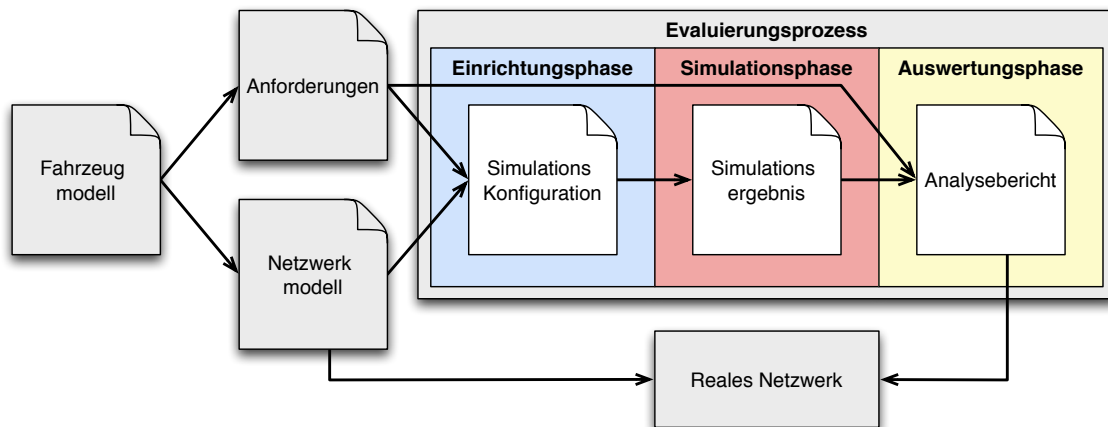 Evaluierungsprozess
Einrichtungsphase
Simulationsphase
Auswertungsphase
Anforderungen
Fahrzeug
modell
Netzwerk
modell
Simulations
Konfiguration
Simulations
ergebnis
Analysebericht
Reales Netzwerk